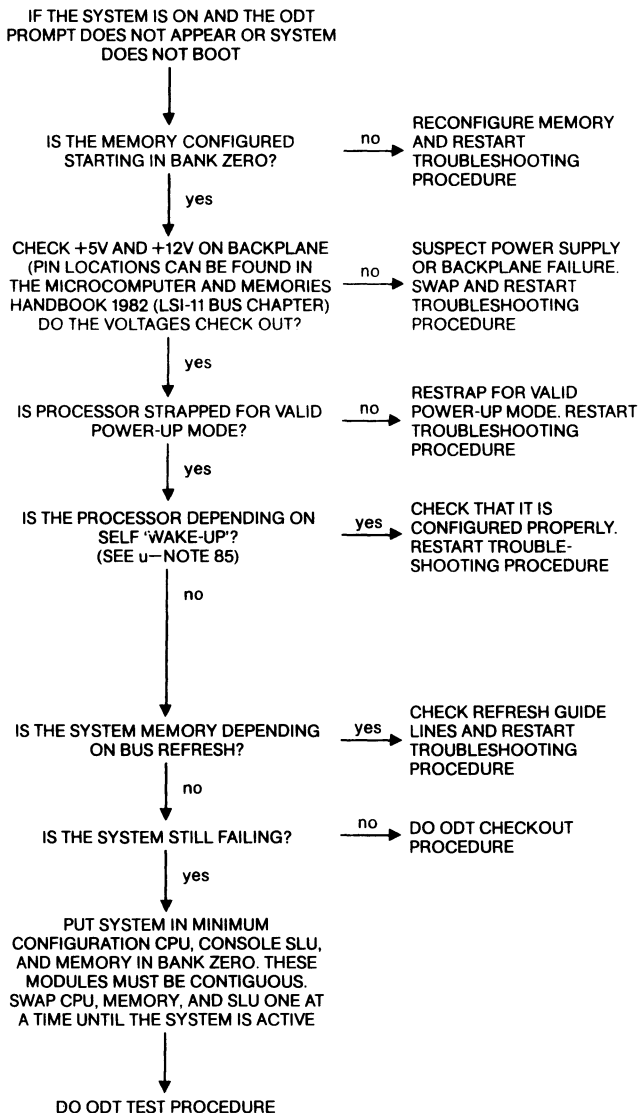 IF THE SYSTEM IS ON AND THE ODT
PROMPT DOES NOT APPEAR OR SYSTEM
DOES NOT BOOT
IS THE MEMORY CONFIGURED
STARTING IN BANK ZERO?
no
RECONFIGURE MEMORY
AND RESTART
TROUBLESHOOTING
PROCEDURE
yes
CHECK +5V AND +12V ON BACKPLANE
(PIN LOCATIONS CAN BE FOUND IN
THE MICROCOMPUTER AND MEMORIES
HANDBOOK 1982 (LSI-11 BUS CHAPTER)
DO THE VOLTAGES CHECK OUT?
no
SUSPECT POWER SUPPLY
OR BACKPLANE FAILURE.
SWAP AND RESTART
TROUBLESHOOTING
PROCEDURE
yes
IS PROCESSOR STRAPPED FOR VALID
POWER-UP MODE?
no
RESTRAP FOR VALID
POWER-UP MODE. RESTART
TROUBLESHOOTING
PROCEDURE
yes
IS THE PROCESSOR DEPENDING ON
SELF 'WAKE-UP'?
(SEE u—NOTE 85)
yes
CHECK THAT IT IS
CONFIGURED PROPERLY.
RESTART TROUBLE-
SHOOTING PROCEDURE
no
IS THE SYSTEM MEMORY DEPENDING
ON BUS REFRESH?
yes
CHECK REFRESH GUIDE
LINES AND RESTART
TROUBLESHOOTING
PROCEDURE
no
IS THE SYSTEM STILL FAILING?
no
DO ODT CHECKOUT
PROCEDURE
yes
PUT SYSTEM IN MINIMUM
CONFIGURATION CPU, CONSOLE SLU,
AND MEMORY IN BANK ZERO. THESE
MODULES MUST BE CONTIGUOUS.
SWAP CPU, MEMORY, AND SLU ONE AT
A TIME UNTIL THE SYSTEM IS ACTIVE
DO ODT TEST PROCEDURE